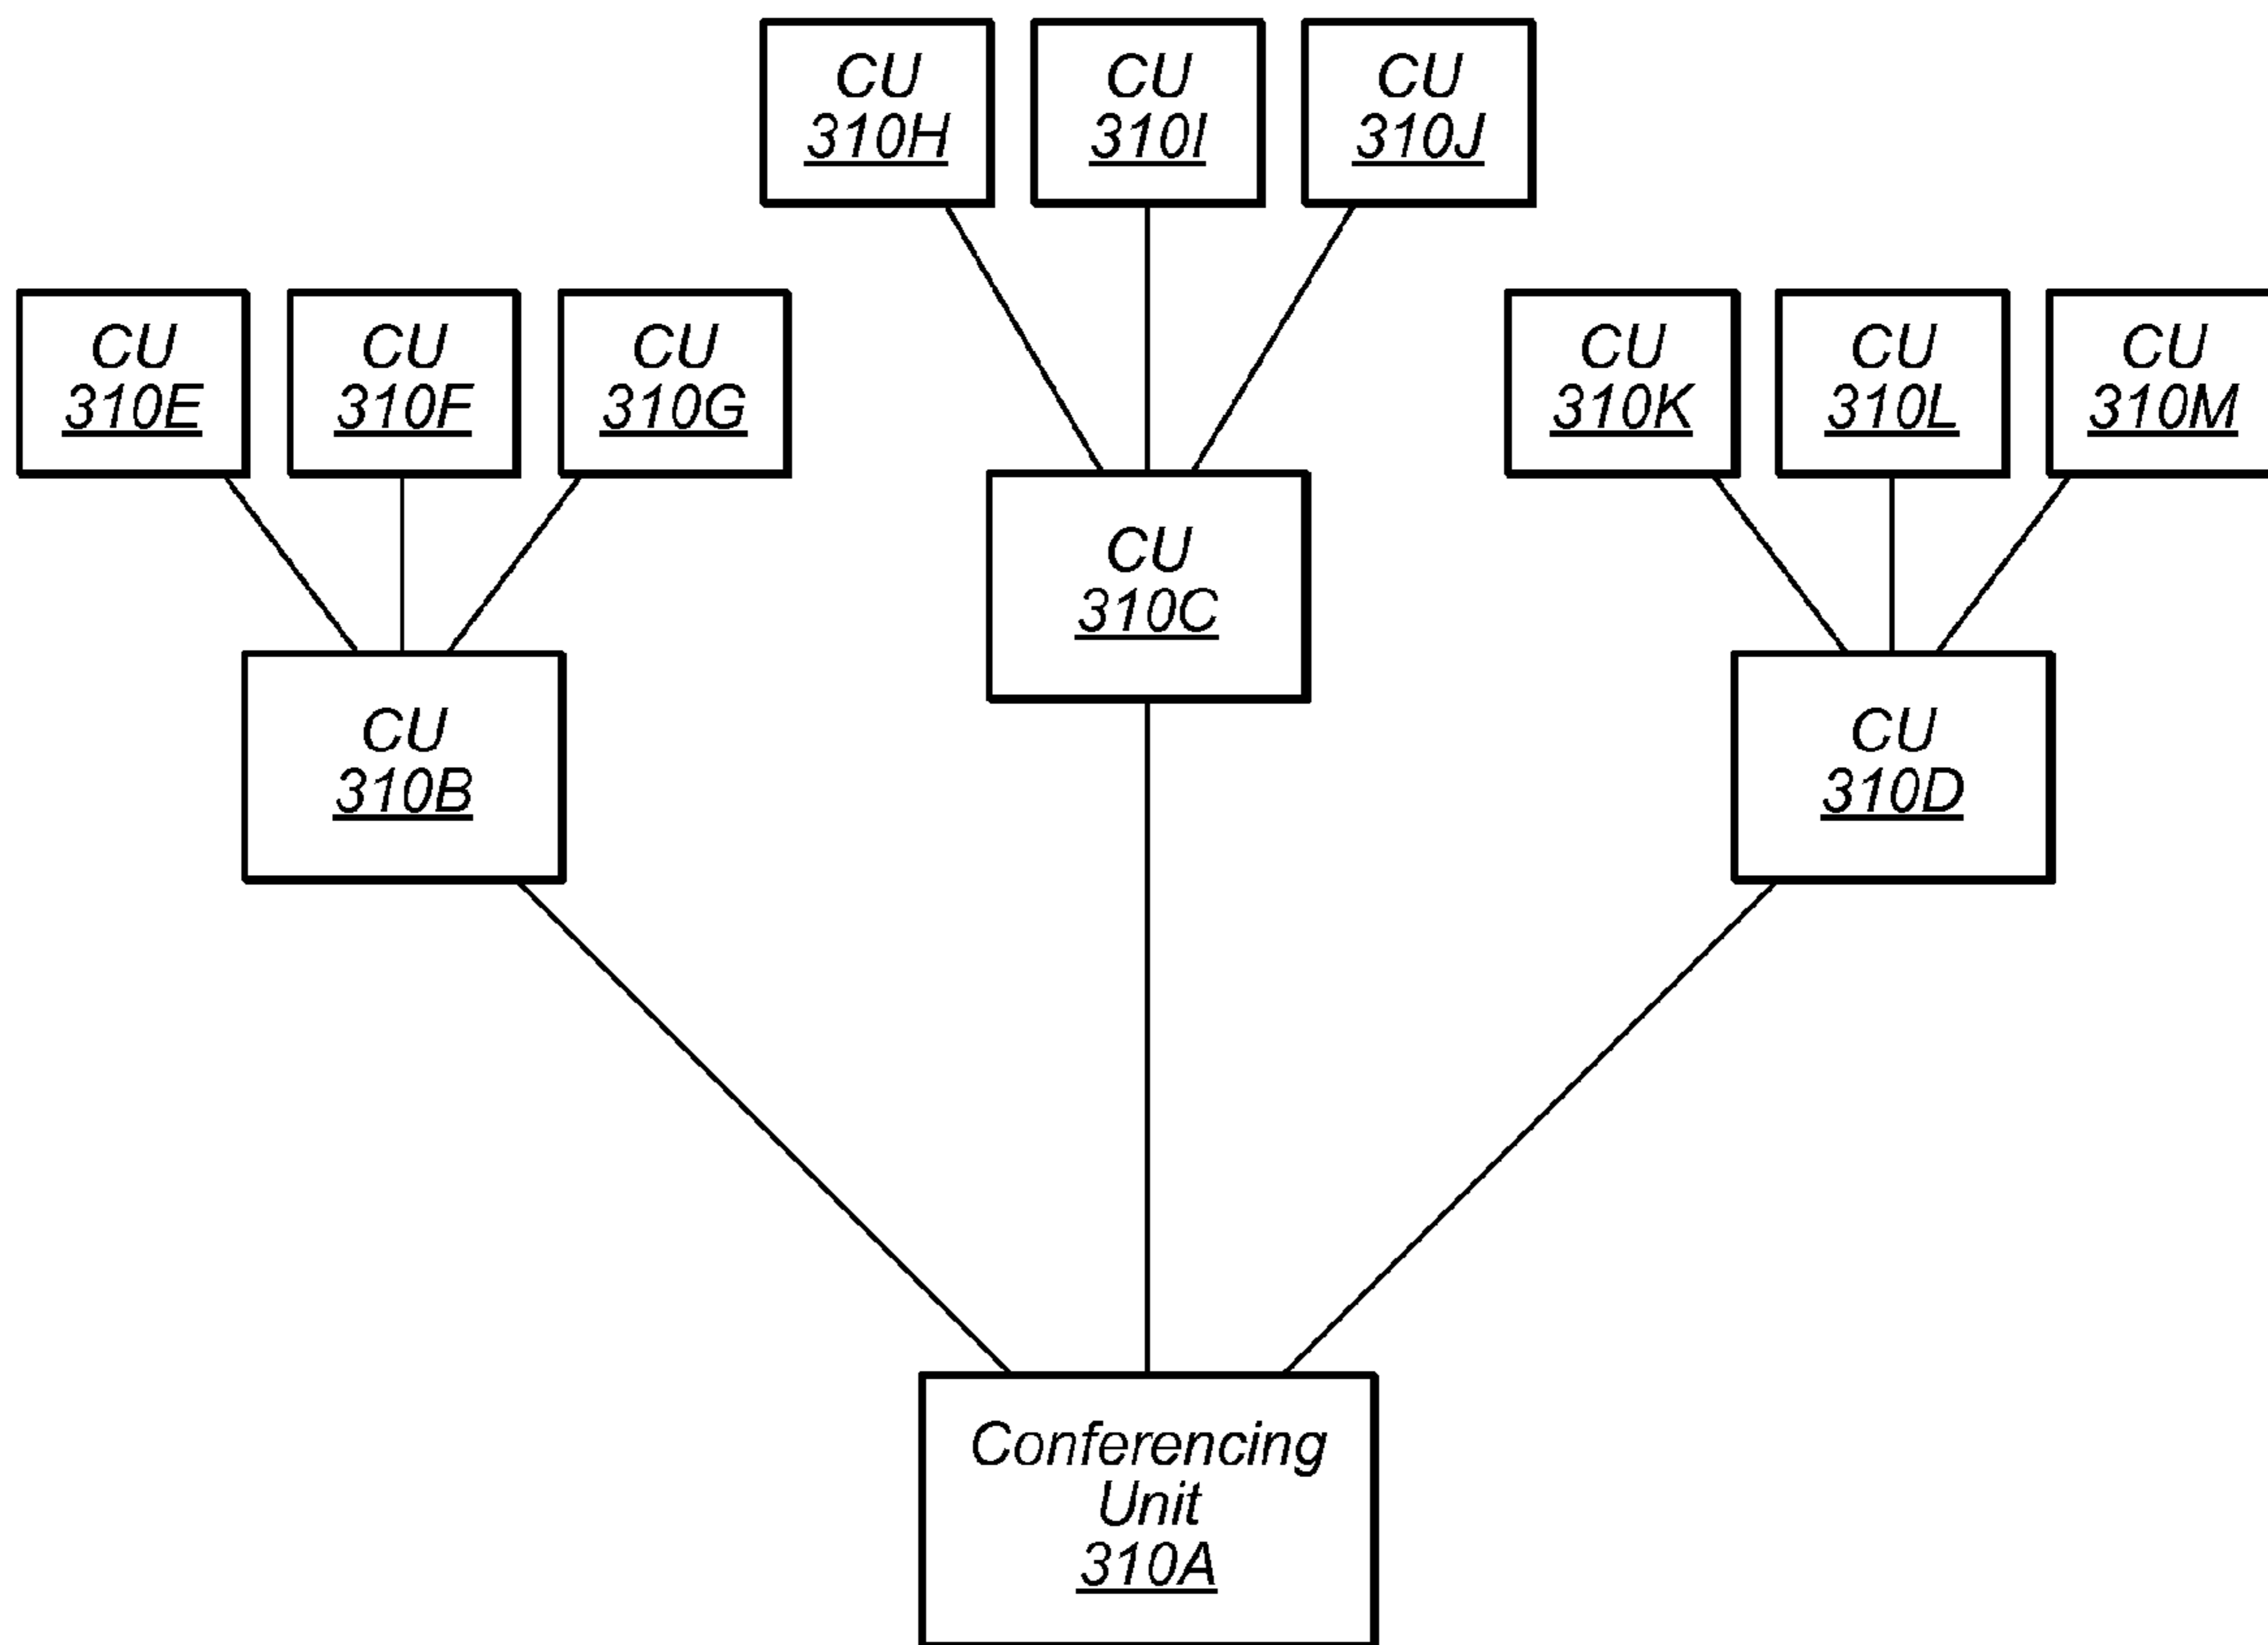 CU
310H
CU
310I
CU
310J
CU
310E
CU
310F
CU
310G
CU
310K
CU
310L
CU
310M
CU
310C
CU
310B
CU
310D
Conferencing
Unit
310A